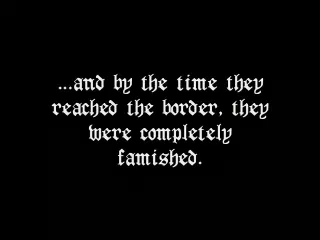 ...and by the time they
reached the border, they
were completely
famished.